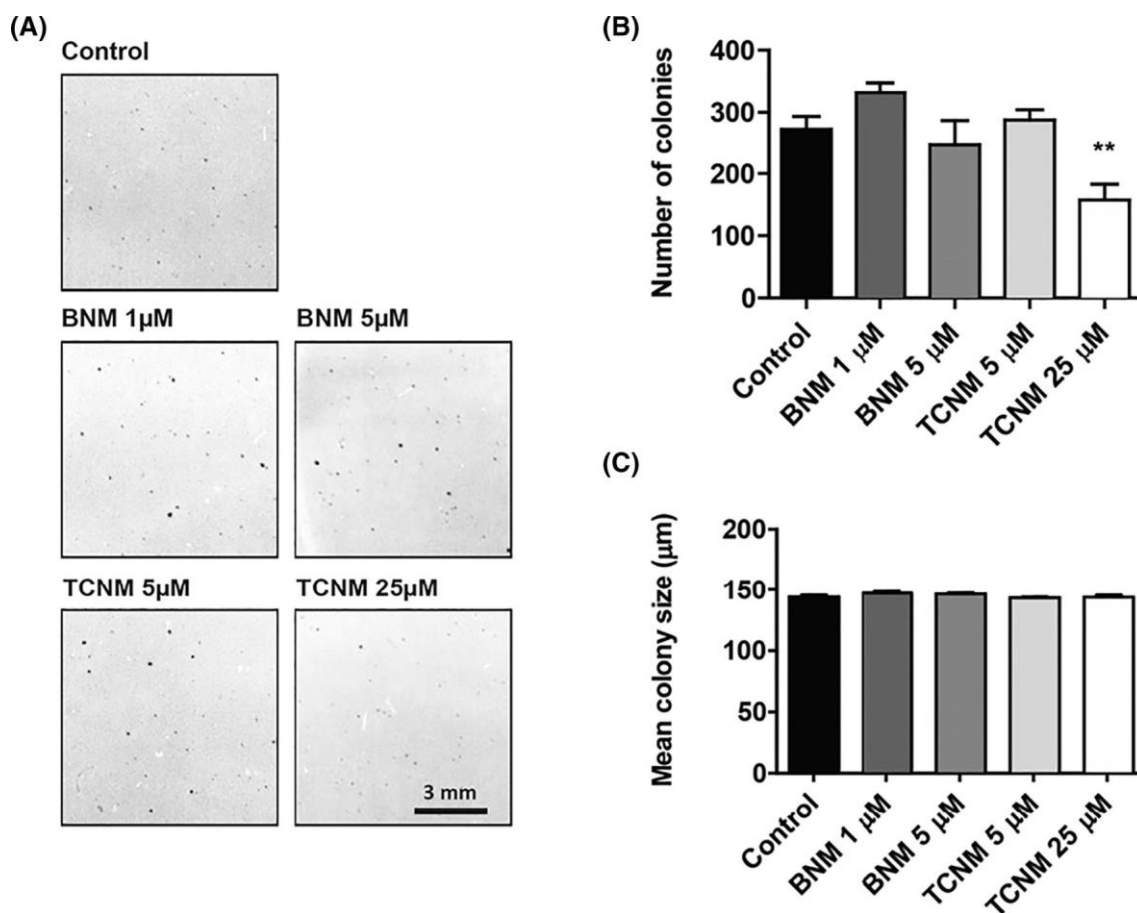 (A)
Control
BNM 1µM
BNM 5µM
TCNM 5µM
TCNM 25µM
3 mm
(B)
Number of colonies
400
300
200
100
0
**
Control
BNM 1 µM
BNM 5 µM
TCNM 5 µM
TCNM 25 µM
(C)
Mean colony size (µm)
200
150
100
50
0
Control
BNM 1 µM
BNM 5 µM
TCNM 5 µM
TCNM 25 µM